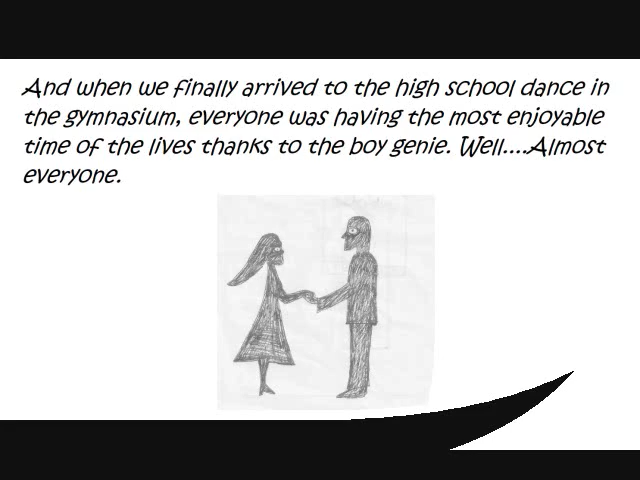 And when we finally arrived to the high school dance in
the gymnasium, everyone was having the most enjoyable
time of the lives thanks to the boy genie. Well....Almost
everyone.